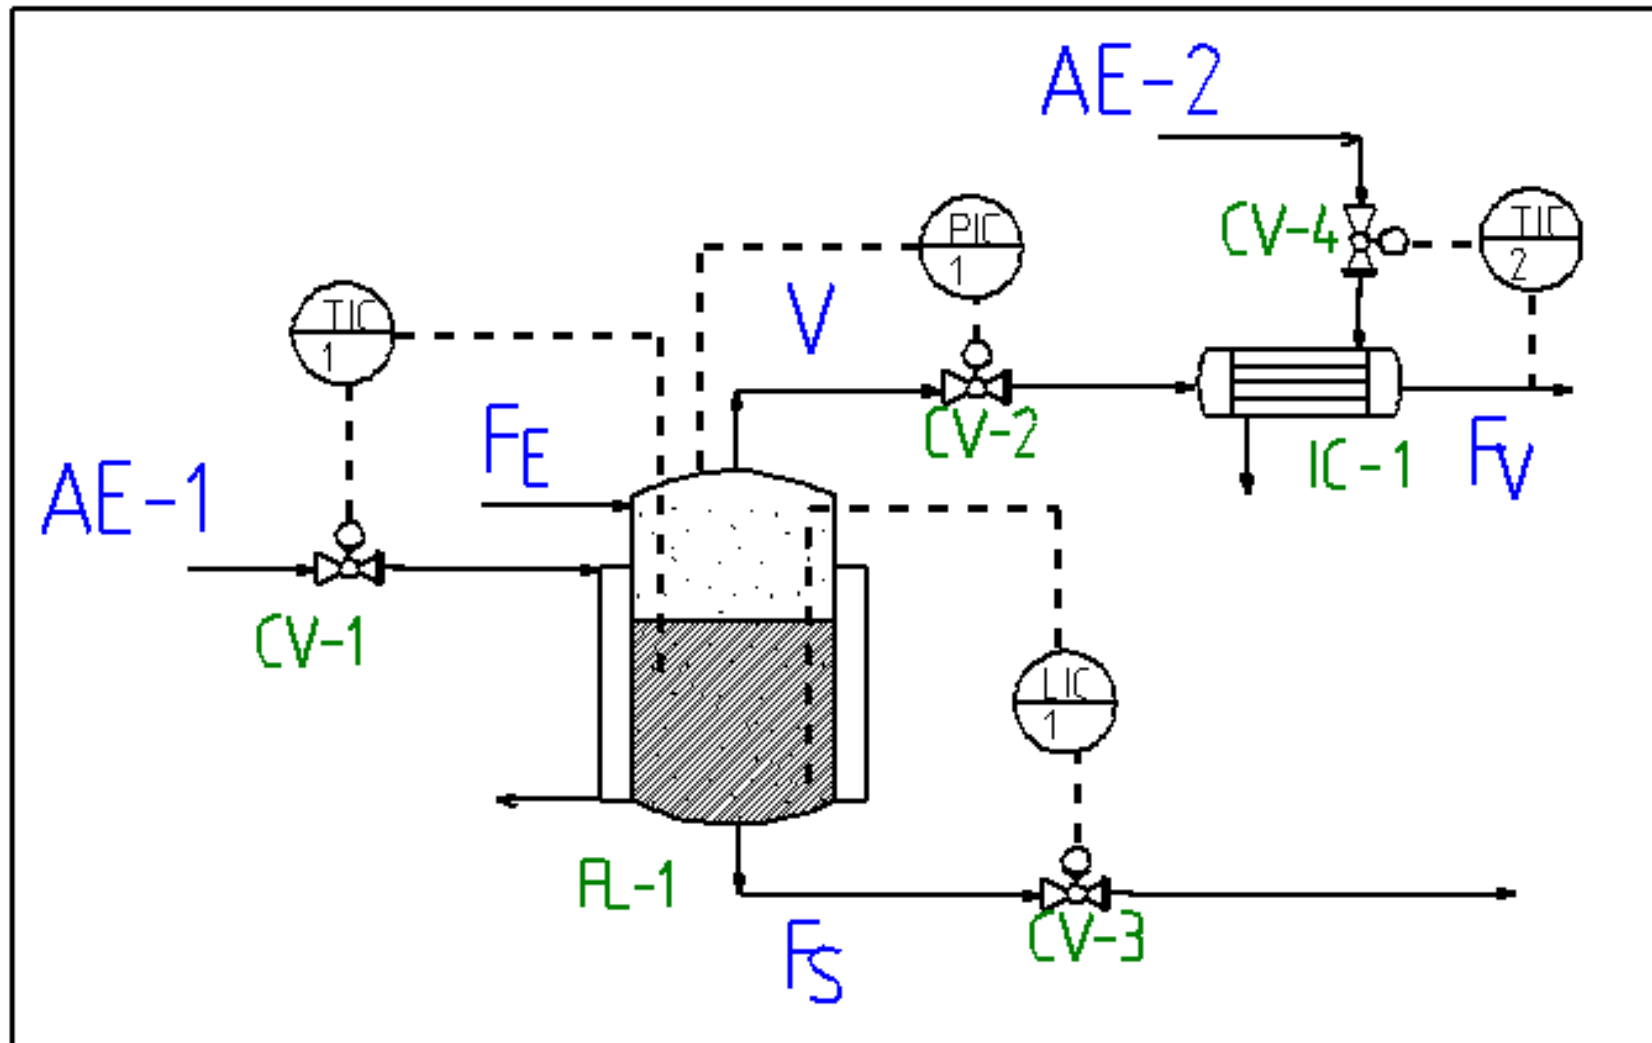 AE-2
CV-4
TIC
2
PIC
1
V
TIC
1
CV-2
FE
IC-1
FV
AE-1
CV-1
LIC
1
FL-1
FS
CV-3